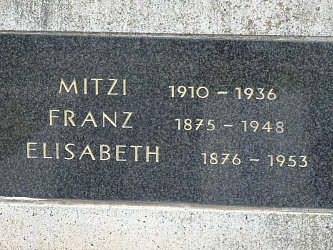 MITZI 1910 - 1936
FRANZ 1875 - 1948
ELISABETH 1876 - 1953